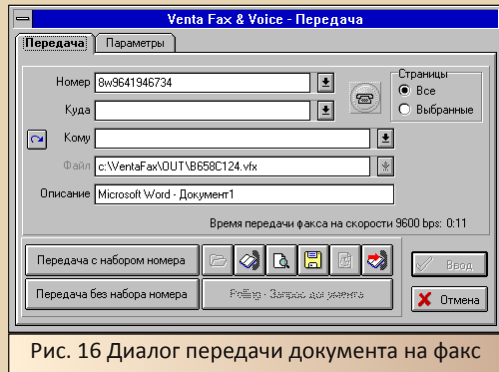 Venta Fax & Voice - Передача
Передача Параметры
Номер 8w9641946734
Страницы
Все
Выбранные
Куда
Кому
Файл c:\VentaFax\OUT\B658C124.vfx
Описание Microsoft Word - Документ1
Время передачи факса на скорости 9600 bps: 0:11
Передача с набором номера
Ввод
Передача без набора номера
Polling - Запрос документа
Отмена
Рис. 16 Диалог передачи документа на факс